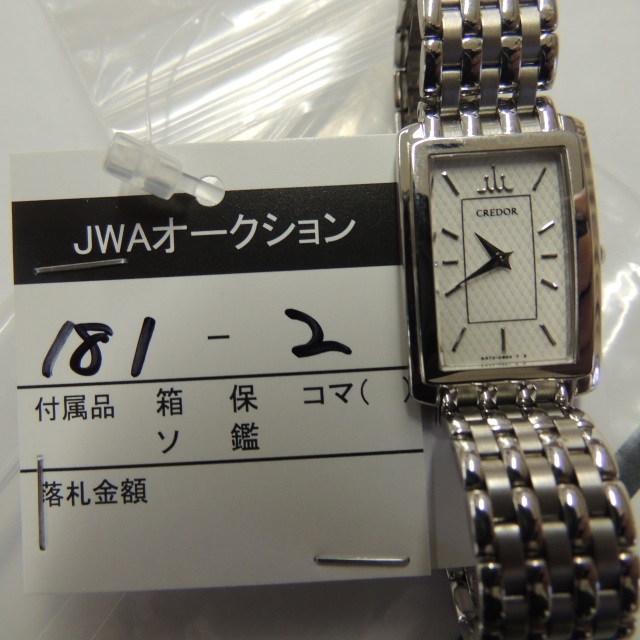 JWAオークション
181 - 2
付属品 箱 保 コマ( )
ソ 鑑
落札金額
CREDOR